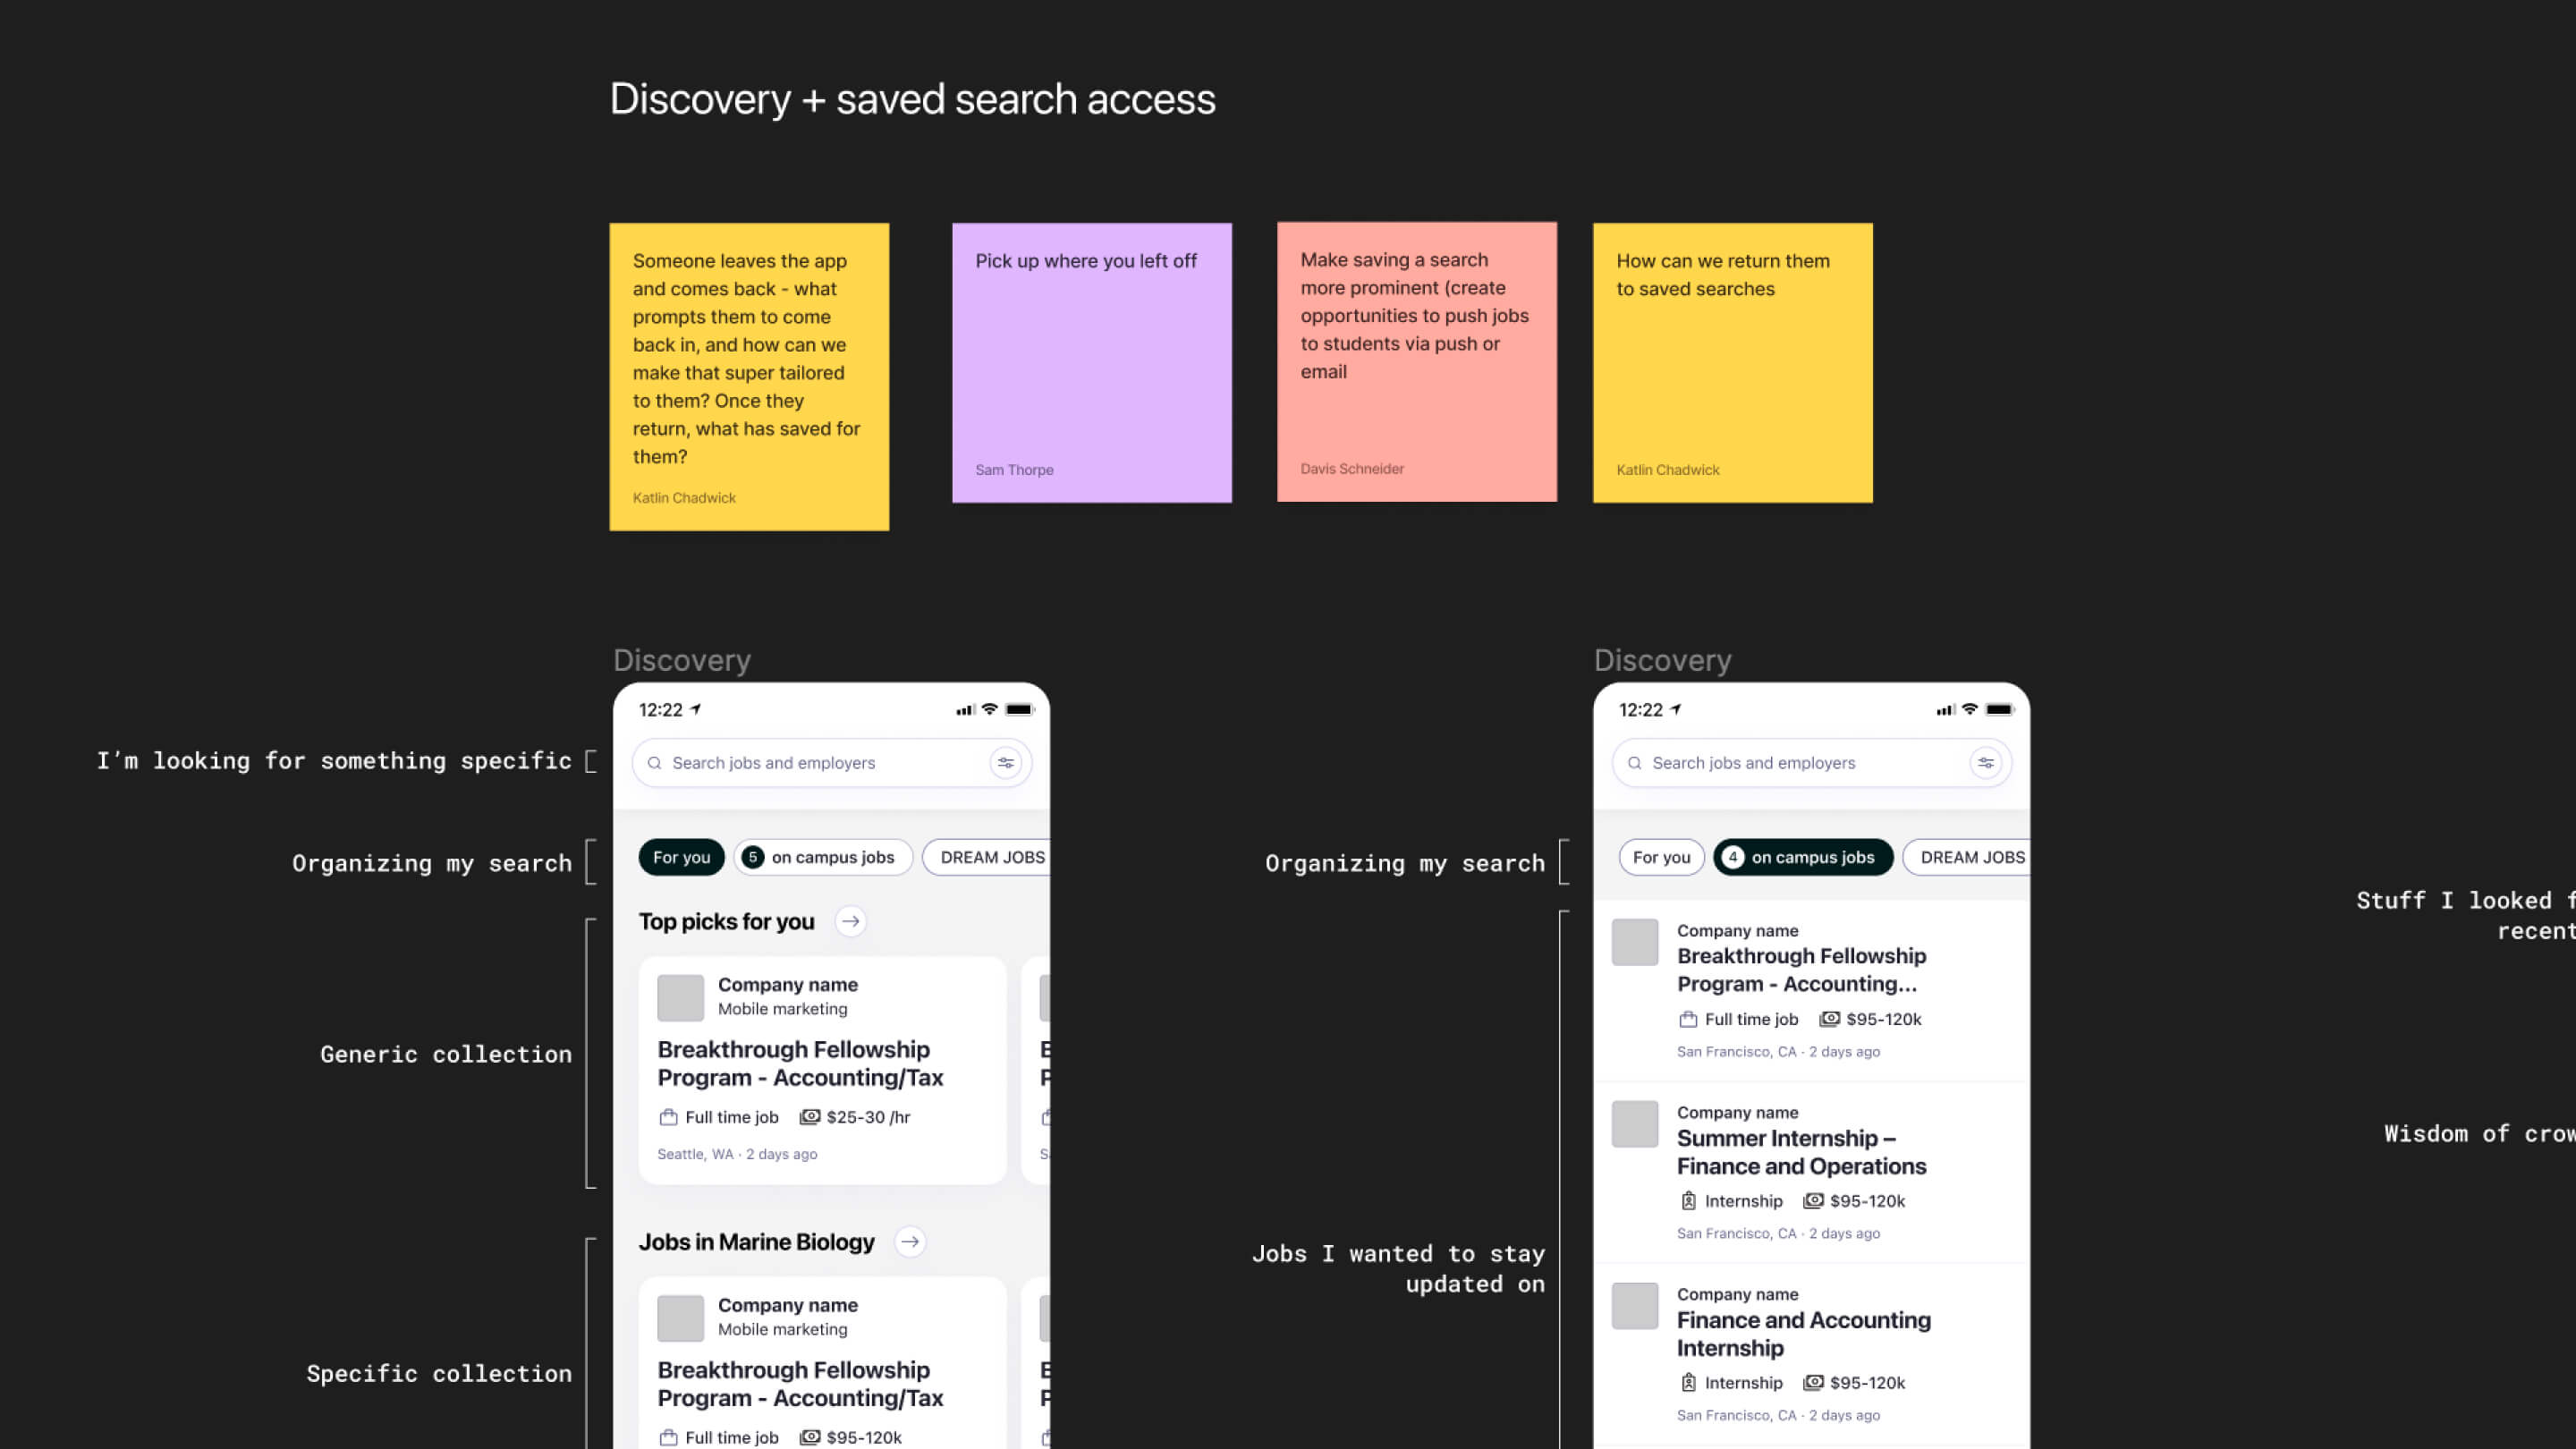 Discovery + saved search access
Someone leaves the app
and comes back - what
prompts them to come
back in, and how can we
make that super tailored
to them? Once they
return, what has saved for
them?
Katlin Chadwick
Pick up where you left off
Sam Thorpe
Make saving a search
more prominent (create
opportunities to push jobs
to students via push or
email
Davis Schneider
How can we return them
to saved searches
Katlin Chadwick
I'm looking for something specific
Organizing my search
Generic collection
Specific collection
Discovery
12:22
Search jobs and employers
For you
5 on campus jobs
DREAM JOBS
Top picks for you
Company name
Mobile marketing
Breakthrough Fellowship
Program - Accounting/Tax
Full time job $25-30 /hr
Seattle, WA · 2 days ago
Jobs in Marine Biology
Company name
Mobile marketing
Breakthrough Fellowship
Program - Accounting/Tax
Full time job $95-120k
Organizing my search
Jobs I wanted to stay
updated on
Discovery
12:22
Search jobs and employers
For you
4 on campus jobs
DREAM JOBS
Company name
Breakthrough Fellowship
Program - Accounting...
Full time job $95-120k
San Francisco, CA · 2 days ago
Company name
Summer Internship –
Finance and Operations
Internship $95-120k
San Francisco, CA · 2 days ago
Company name
Finance and Accounting
Internship
Internship $95-120k
San Francisco, CA · 2 days ago
Stuff I looked
Wisdom of